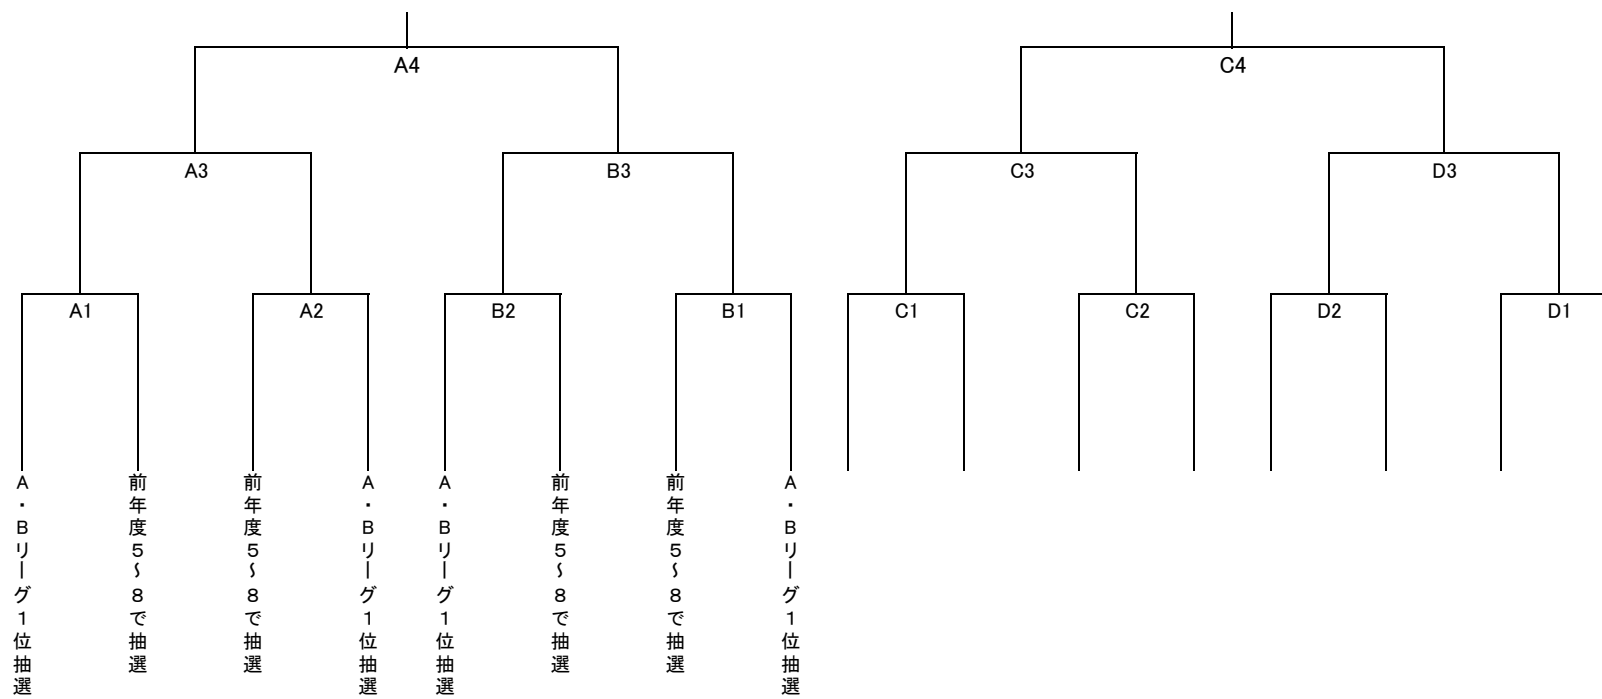 A4
C4
A3
B3
C3
D3
A1
A2
B2
B1
C1
C2
D2
D1
A・Bリーグ1位抽選
前年度5~8で抽選
前年度5~8で抽選
A・Bリーグ1位抽選
A・Bリーグ1位抽選
前年度5~8で抽選
前年度5~8で抽選
A・Bリーグ1位抽選